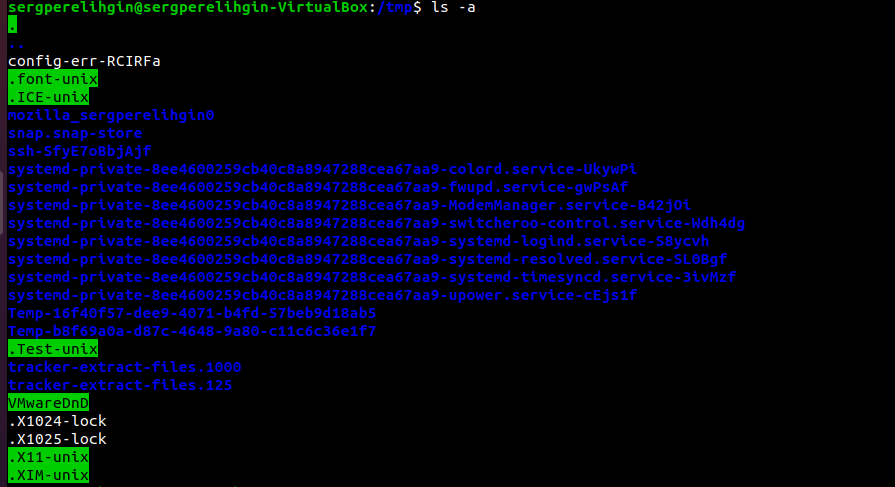 sergperelihgin@sergperelihgin-VirtualBox:/tmp$ ls -a
.
..
config-err-RCIRFa
.font-unix
.ICE-unix
mozilla_sergperelihgin0
snap.snap-store
ssh-SfyE7oBbjAjf
systemd-private-8ee4600259cb40c8a8947288cea67aa9-colord.service-UkywPi
systemd-private-8ee4600259cb40c8a8947288cea67aa9-fwupd.service-gwPsAf
systemd-private-8ee4600259cb40c8a8947288cea67aa9-ModemManager.service-B42jOi
systemd-private-8ee4600259cb40c8a8947288cea67aa9-switcheroo-control.service-Wdh4dg
systemd-private-8ee4600259cb40c8a8947288cea67aa9-systemd-logind.service-S8ycvh
systemd-private-8ee4600259cb40c8a8947288cea67aa9-systemd-resolved.service-SL0Bgf
systemd-private-8ee4600259cb40c8a8947288cea67aa9-systemd-timesyncd.service-3ivMzf
systemd-private-8ee4600259cb40c8a8947288cea67aa9-upower.service-cEjs1f
Temp-16f40f57-dee9-4071-b4fd-57beb9d18ab5
Temp-b8f69a0a-d87c-4648-9a80-c11c6c36e1f7
.Test-unix
tracker-extract-files.1000
tracker-extract-files.125
VMwareDnD
.X1024-lock
.X1025-lock
.X11-unix
.XIM-unix